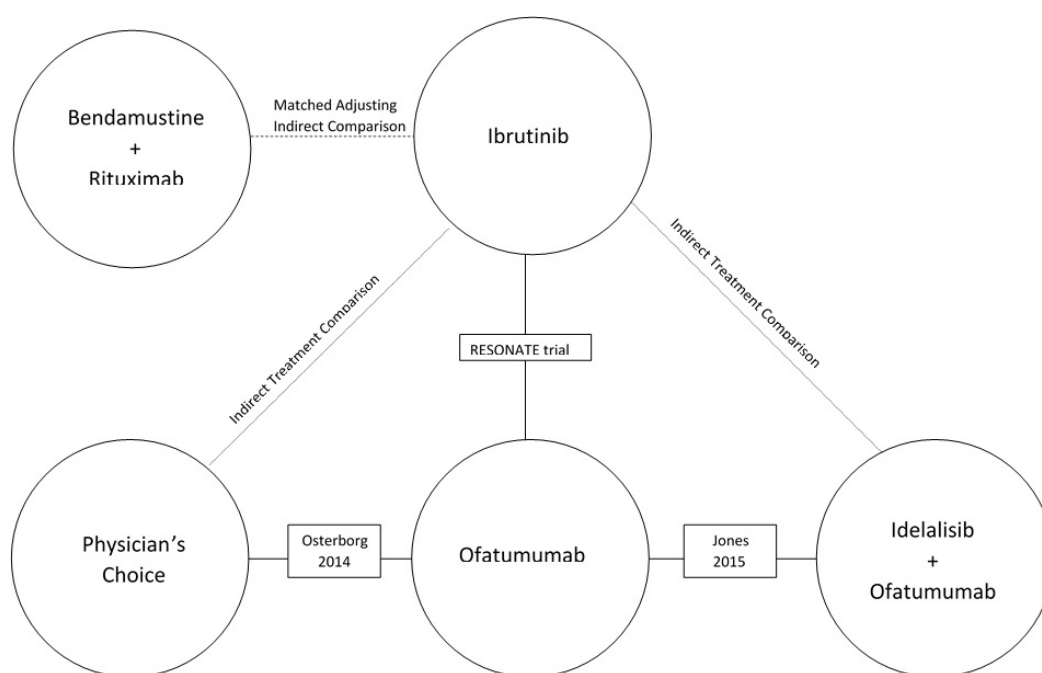 Bendamustine
+
Rituximab
Matched Adjusting
Indirect Comparison
Ibrutinib
Indirect Treatment Comparison
Indirect Treatment Comparison
RESONATE trial
Physician's
Choice
Osterborg
2014
Ofatumumab
Jones
2015
Idelalisib
+
Ofatumumab